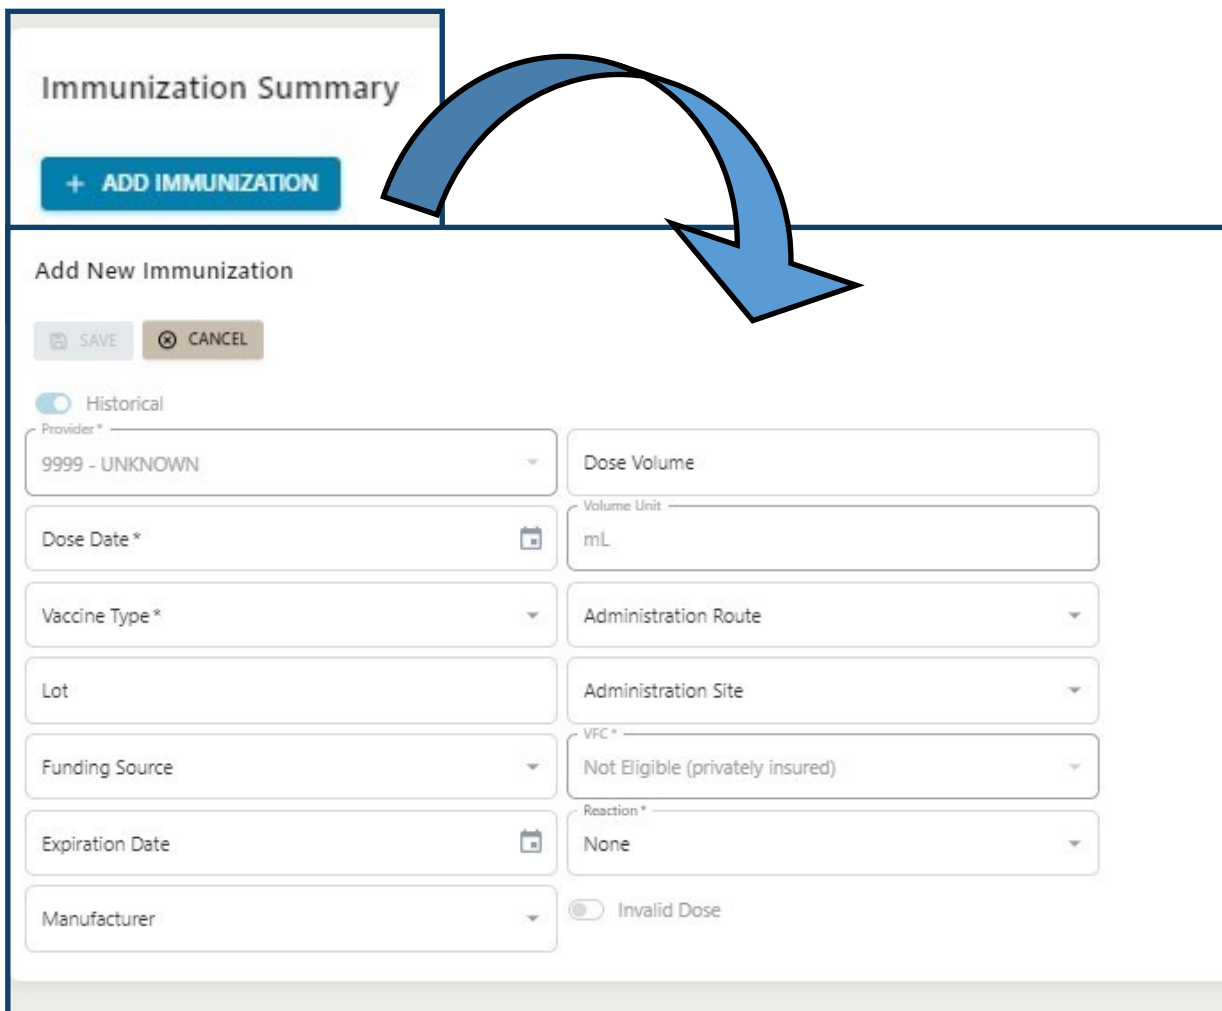 Immunization Summary
+ ADD IMMUNIZATION
Add New Immunization
SAVE CANCEL
Historical
Provider *
9999 - UNKNOWN
Dose Volume
Dose Date *
Volume Unit
mL
Vaccine Type *
Administration Route
Lot
Administration Site
Funding Source
VFC *
Not Eligible (privately insured)
Expiration Date
Reaction *
None
Manufacturer
Invalid Dose